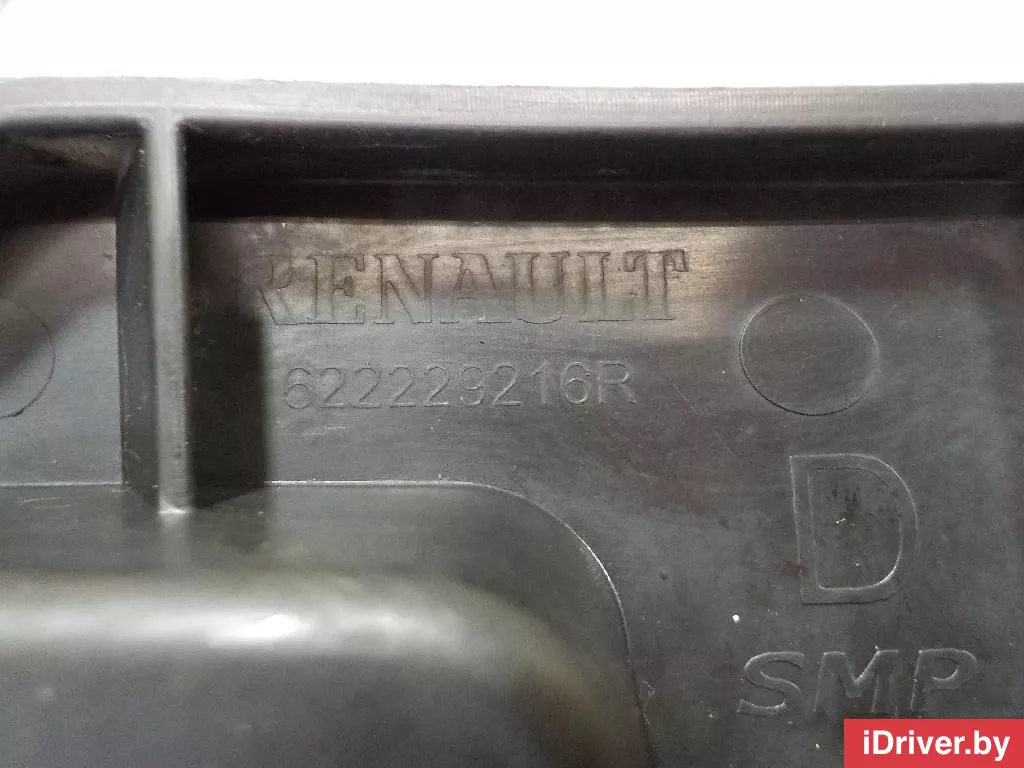 RENAULT
622229216R
D
SMP
iDriver.by